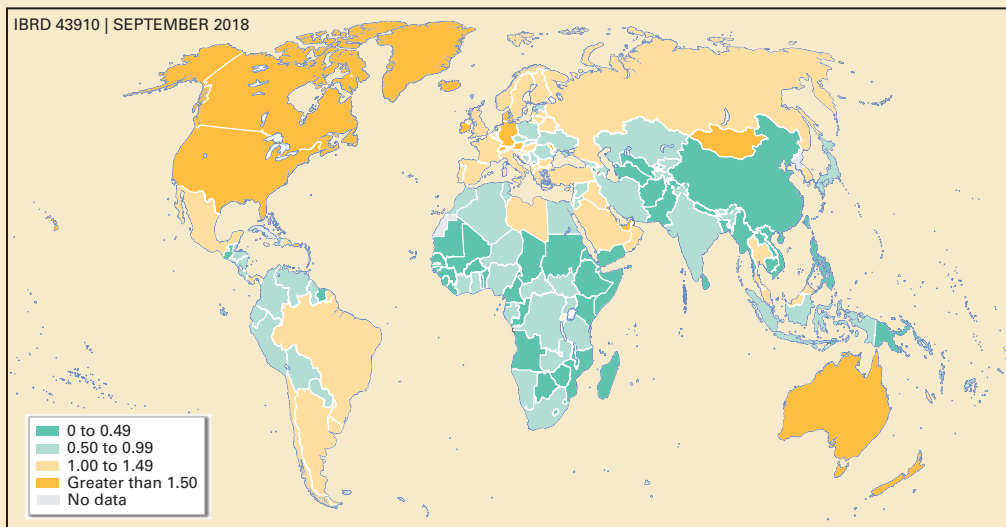 IBRD 43910 | SEPTEMBER 2018
0 to 0.49
0.50 to 0.99
1.00 to 1.49
Greater than 1.50
No data